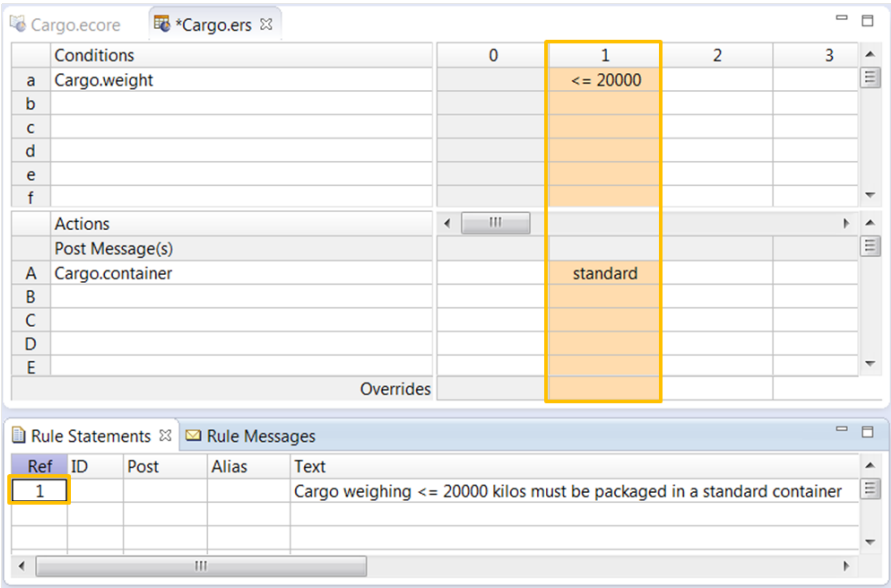 Cargo.ecore *Cargo.ers
Conditions 0 1 2 3
a Cargo.weight <= 20000
b
c
d
e
f
Actions
Post Message(s)
A Cargo.container standard
B
C
D
E
Overrides
Rule Statements Rule Messages
Ref ID Post Alias Text
1 Cargo weighing <= 20000 kilos must be packaged in a standard container